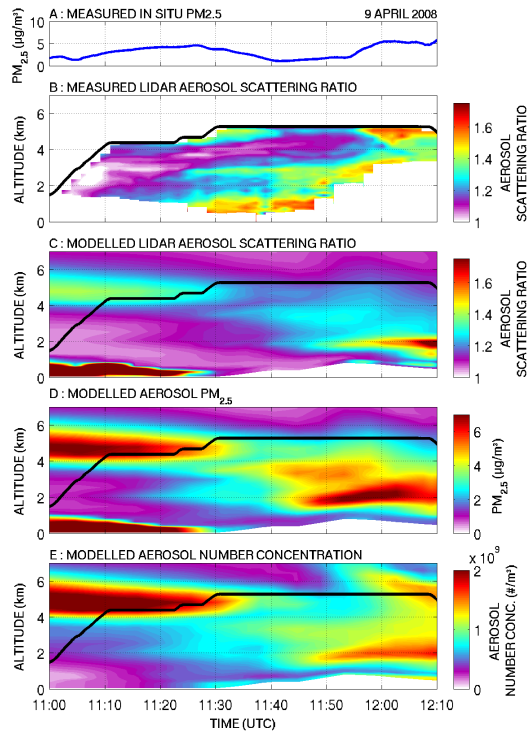 A : MEASURED IN SITU PM2.5 9 APRIL 2008
10
5
0
PM2.5 (µg/m³)
B : MEASURED LIDAR AEROSOL SCATTERING RATIO
6
4
2
0
ALTITUDE (km)
1.6
1.4
1.2
1
AEROSOL
SCATTERING RATIO
C : MODELLED LIDAR AEROSOL SCATTERING RATIO
6
4
2
0
ALTITUDE (km)
1.6
1.4
1.2
1
AEROSOL
SCATTERING RATIO
D : MODELLED AEROSOL PM2.5
6
4
2
0
ALTITUDE (km)
6
4
2
0
PM2.5 (µg/m³)
E : MODELLED AEROSOL NUMBER CONCENTRATION
x 10⁹
6
4
2
0
ALTITUDE (km)
2
1
0
AEROSOL
NUMBER CONC. (#/m³)
11:00 11:10 11:20 11:30 11:40 11:50 12:00 12:10
TIME (UTC)